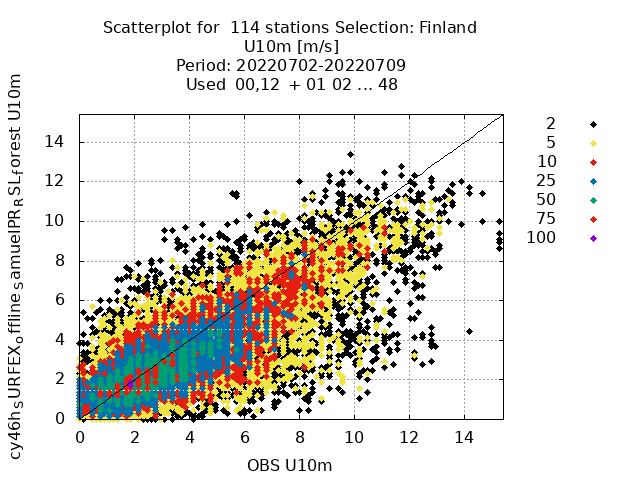 Scatterplot for 114 stations Selection: Finland
U10m [m/s]
Period: 20220702-20220709
Used 00,12 + 01 02 ... 48
cy46h_SURFEX_offline_samuelPR_RSL_forest U10m
14
12
10
8
6
4
2
0
0 2 4 6 8 10 12 14
OBS U10m
2
5
10
25
50
75
100